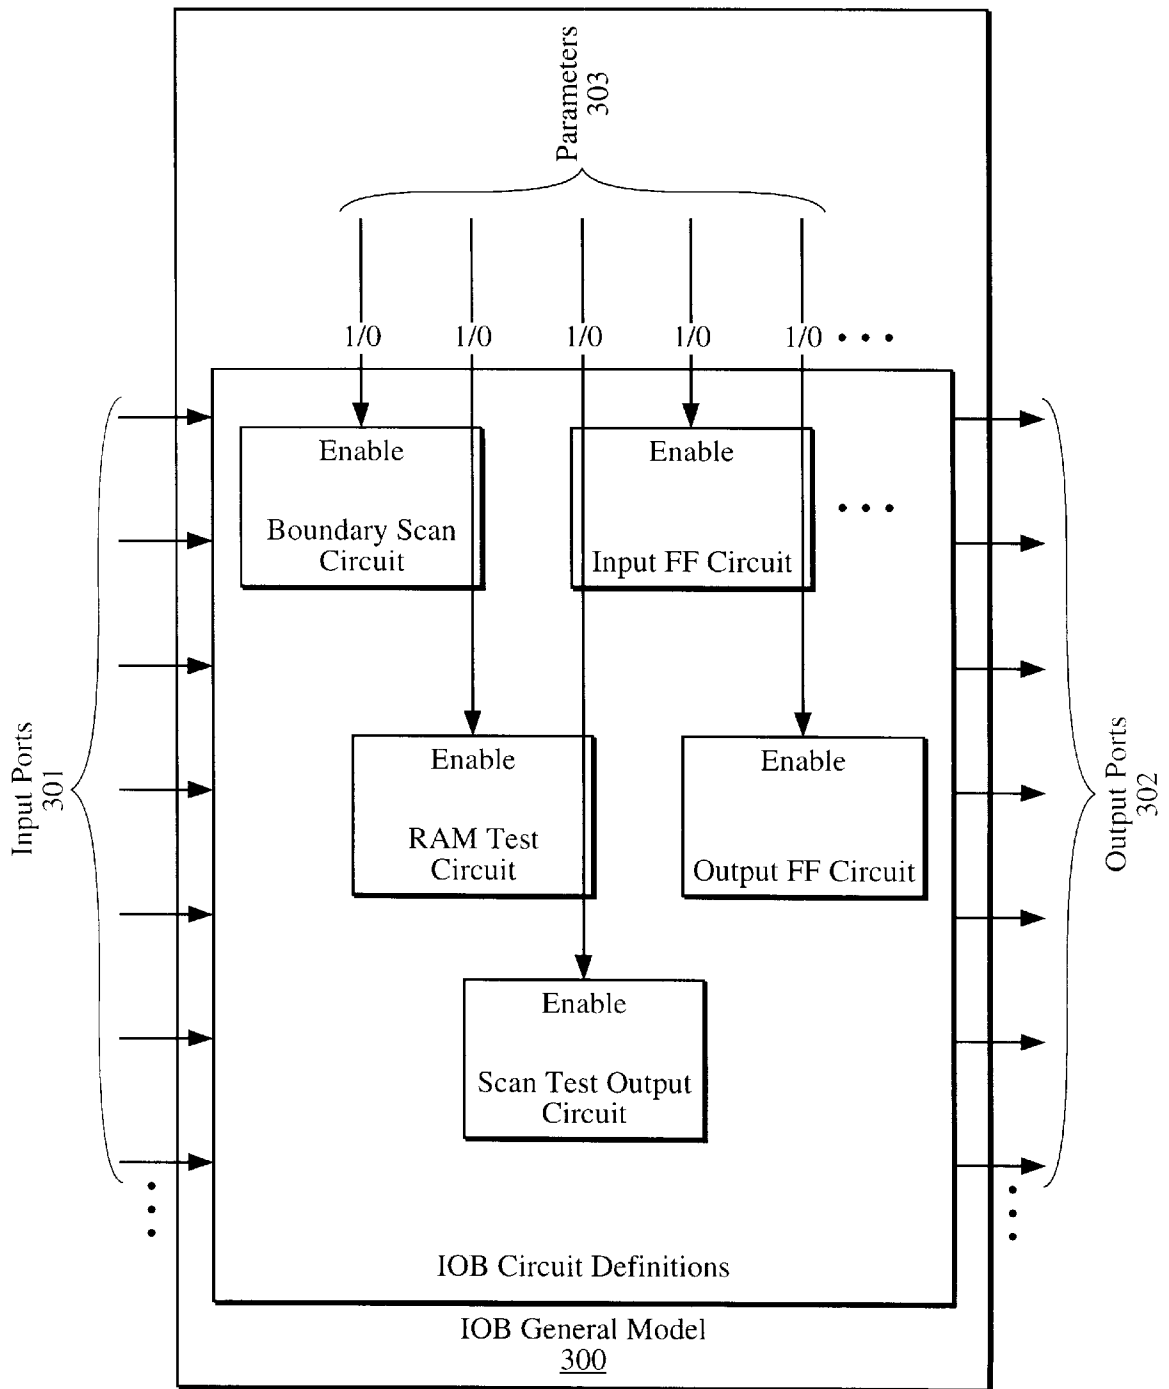 Parameters
303
1/0 1/0 1/0 1/0 1/0
Enable
Boundary Scan
Circuit
Enable
Input FF Circuit
Input Ports
301
Enable
RAM Test
Circuit
Enable
Output FF Circuit
Output Ports
302
Enable
Scan Test Output
Circuit
IOB Circuit Definitions
IOB General Model
300